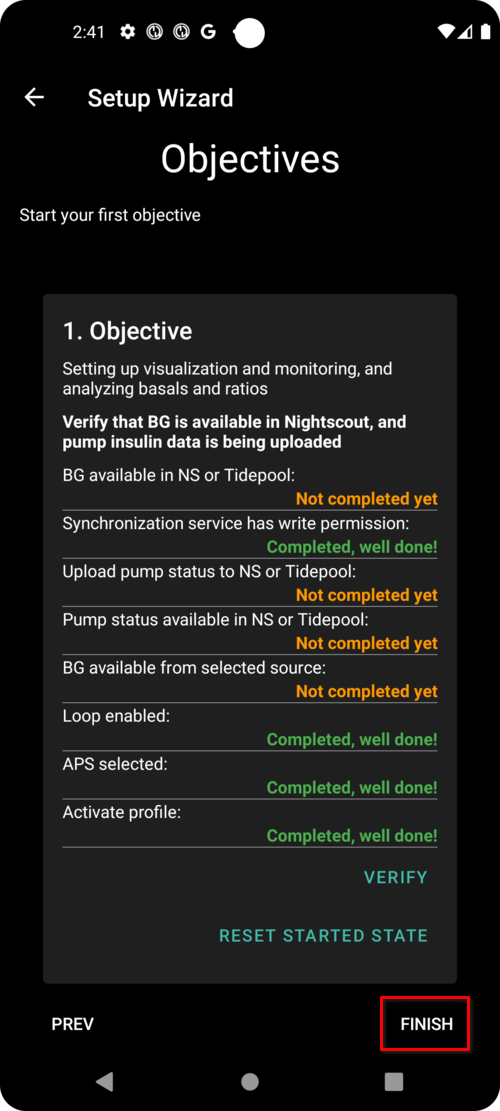 2:41
Setup Wizard
Objectives
Start your first objective
1. Objective
Setting up visualization and monitoring, and
analyzing basals and ratios
Verify that BG is available in Nightscout, and
pump insulin data is being uploaded
BG available in NS or Tidepool:
Not completed yet
Synchronization service has write permission:
Completed, well done!
Upload pump status to NS or Tidepool:
Not completed yet
Pump status available in NS or Tidepool:
Not completed yet
BG available from selected source:
Not completed yet
Loop enabled:
Completed, well done!
APS selected:
Completed, well done!
Activate profile:
Completed, well done!
VERIFY
RESET STARTED STATE
PREV
FINISH